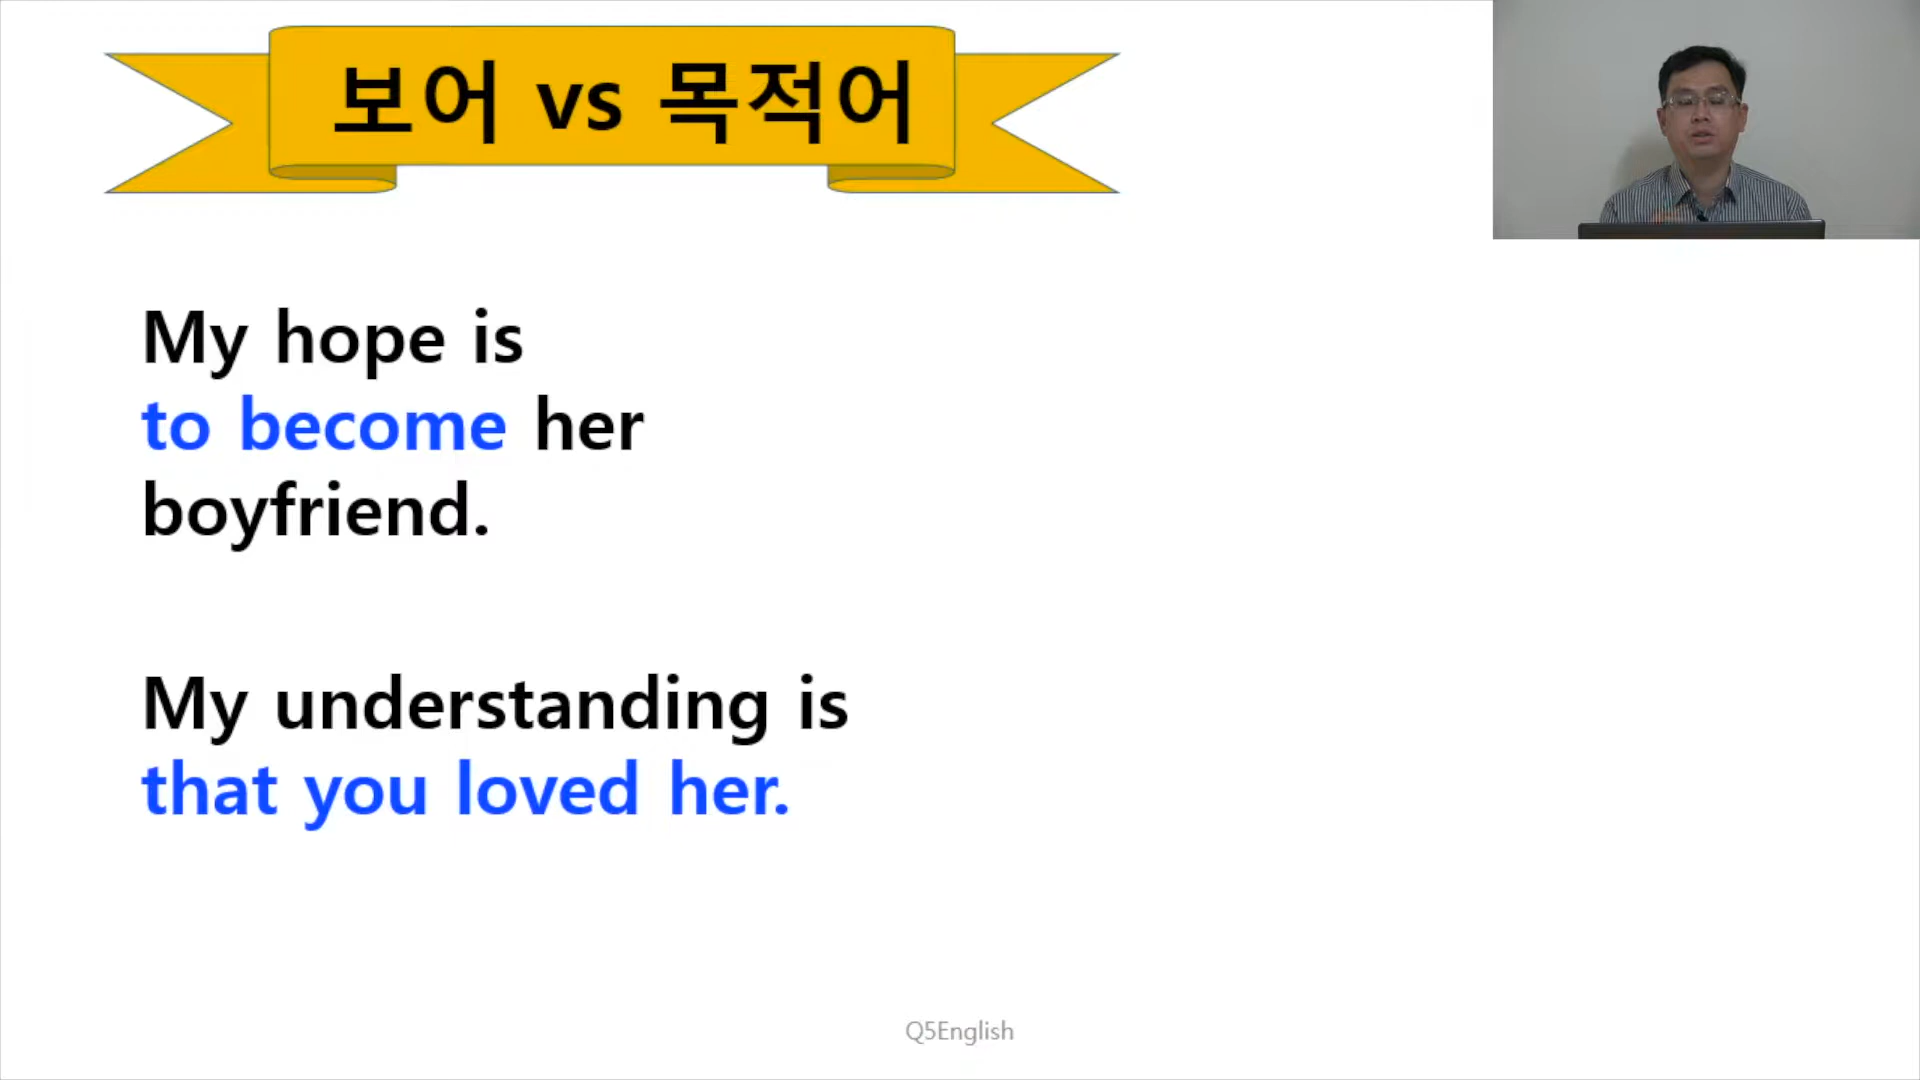 보어 vs 목적어
My hope is
to become her
boyfriend.
My understanding is
that you loved her.
Q5English